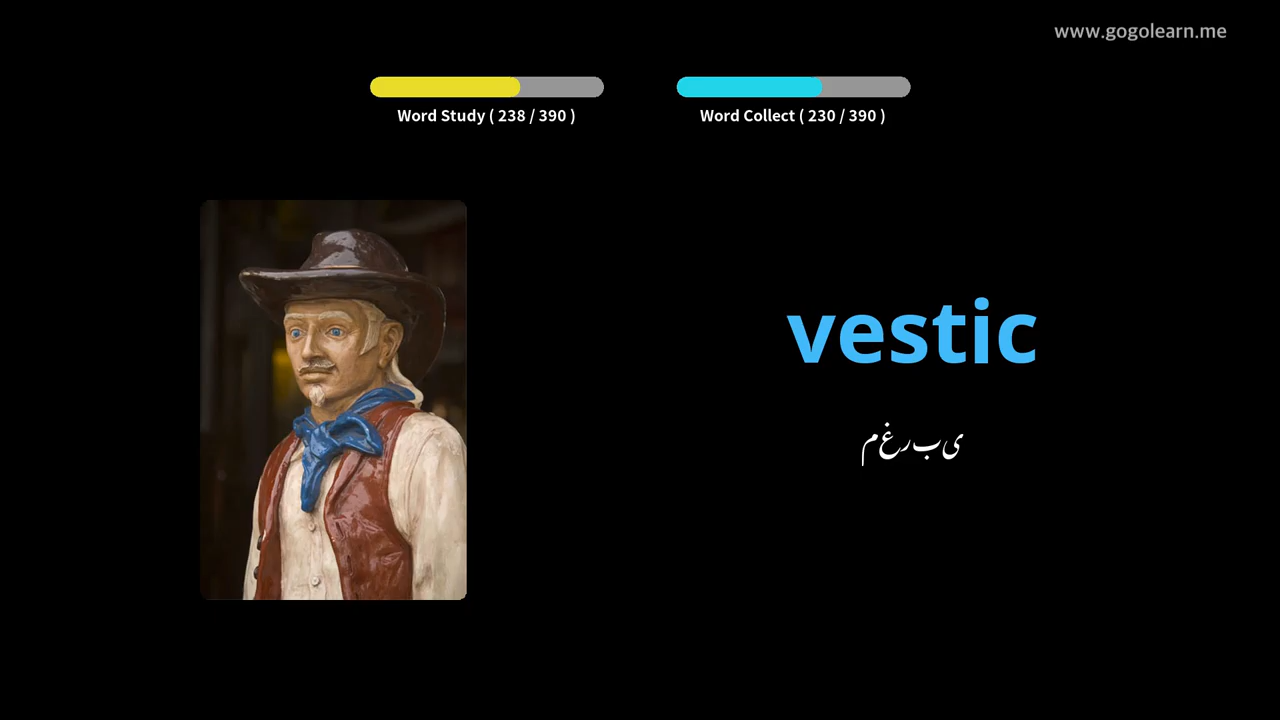 www.gogolearn.me
Word Study ( 238 / 390 )
Word Collect ( 230 / 390 )
vestic
ی ب ر غ م